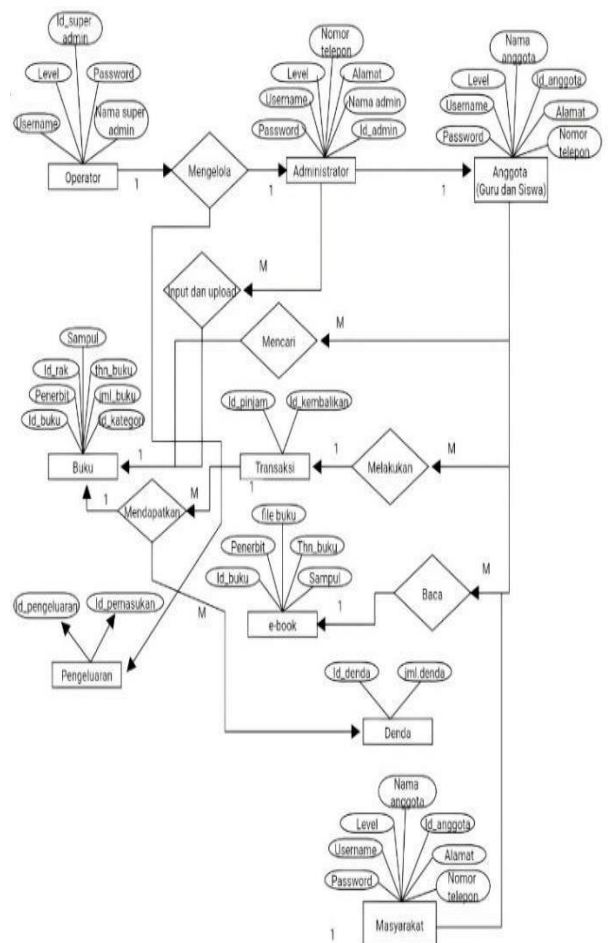 Id_super
admin
Level
Password
Username
Nama super
admin
Operator
1
Mengelola
1
Nomor
telepon
Level
Alamat
Username
Nama admin
Password
Id_admin
Administrator
1
Nama
anggota
Level
Id_anggota
Username
Alamat
Password
Nomor
telepon
Anggota
(Guru dan Siswa)
M
Input dan upload
M
Mencari
Sampul
Id_rak
thn_buku
Penerbit
jml_buku
Id_buku
Id_kategori
1
Buku
Id_pinjam
Id_kembalikan
Transaksi
1
1
Melakukan
M
1
Mendapatkan
M
M
file buku
Penerbit
Thn_buku
Id_buku
Sampul
e-book
1
Baca
M
Id_pengeluaran
Id_pemasukan
Pengeluaran
Id_denda
jml.denda
Denda
Nama
anggota
Level
Id_anggota
Username
Alamat
Password
Nomor
telepon
1
Masyarakat